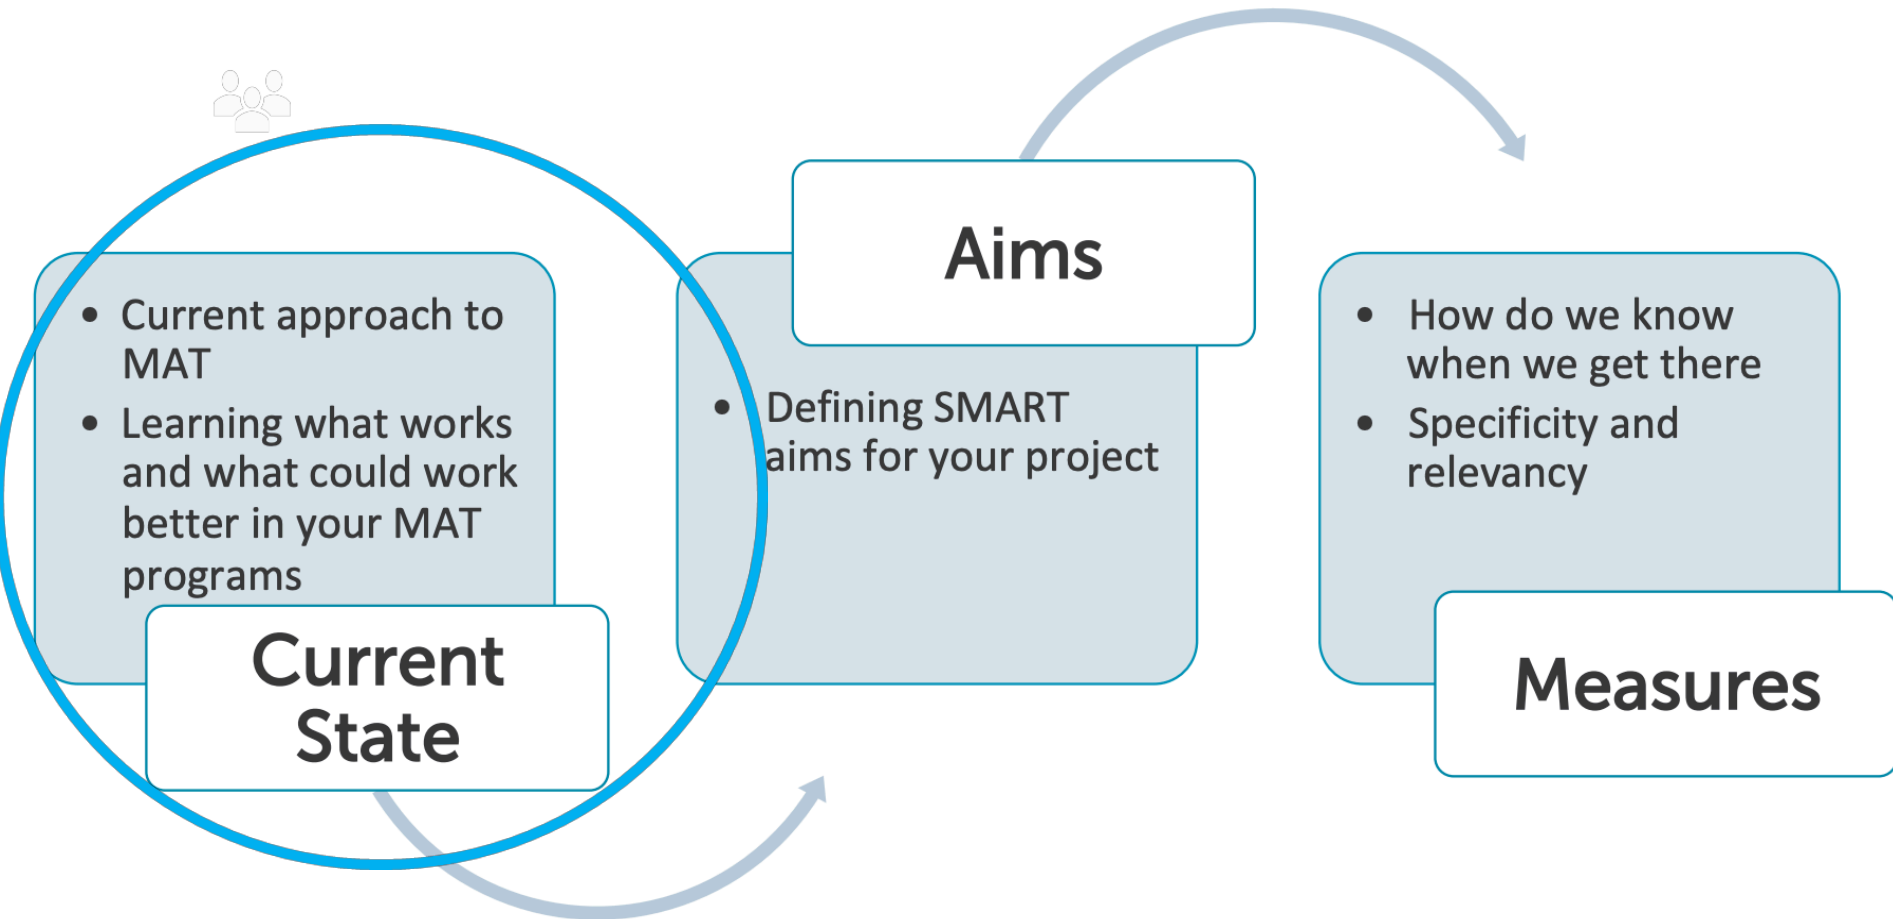 • Current approach to
MAT
• Learning what works
and what could work
better in your MAT
programs
Current
State
Aims
• Defining SMART
aims for your project
• How do we know
when we get there
• Specificity and
relevancy
Measures